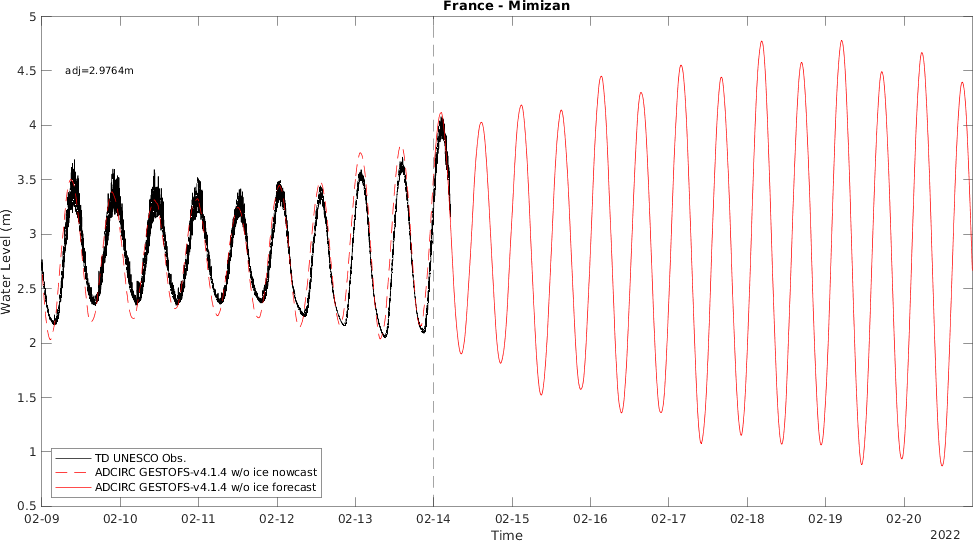 France - Mimizan
adj=2.9764m
Water Level (m)
5
4.5
4
3.5
3
2.5
2
1.5
1
0.5
TD UNESCO Obs.
ADCIRC GESTOFS-v4.1.4 w/o ice nowcast
ADCIRC GESTOFS-v4.1.4 w/o ice forecast
02-09 02-10 02-11 02-12 02-13 02-14 02-15 02-16 02-17 02-18 02-19 02-20
Time
2022